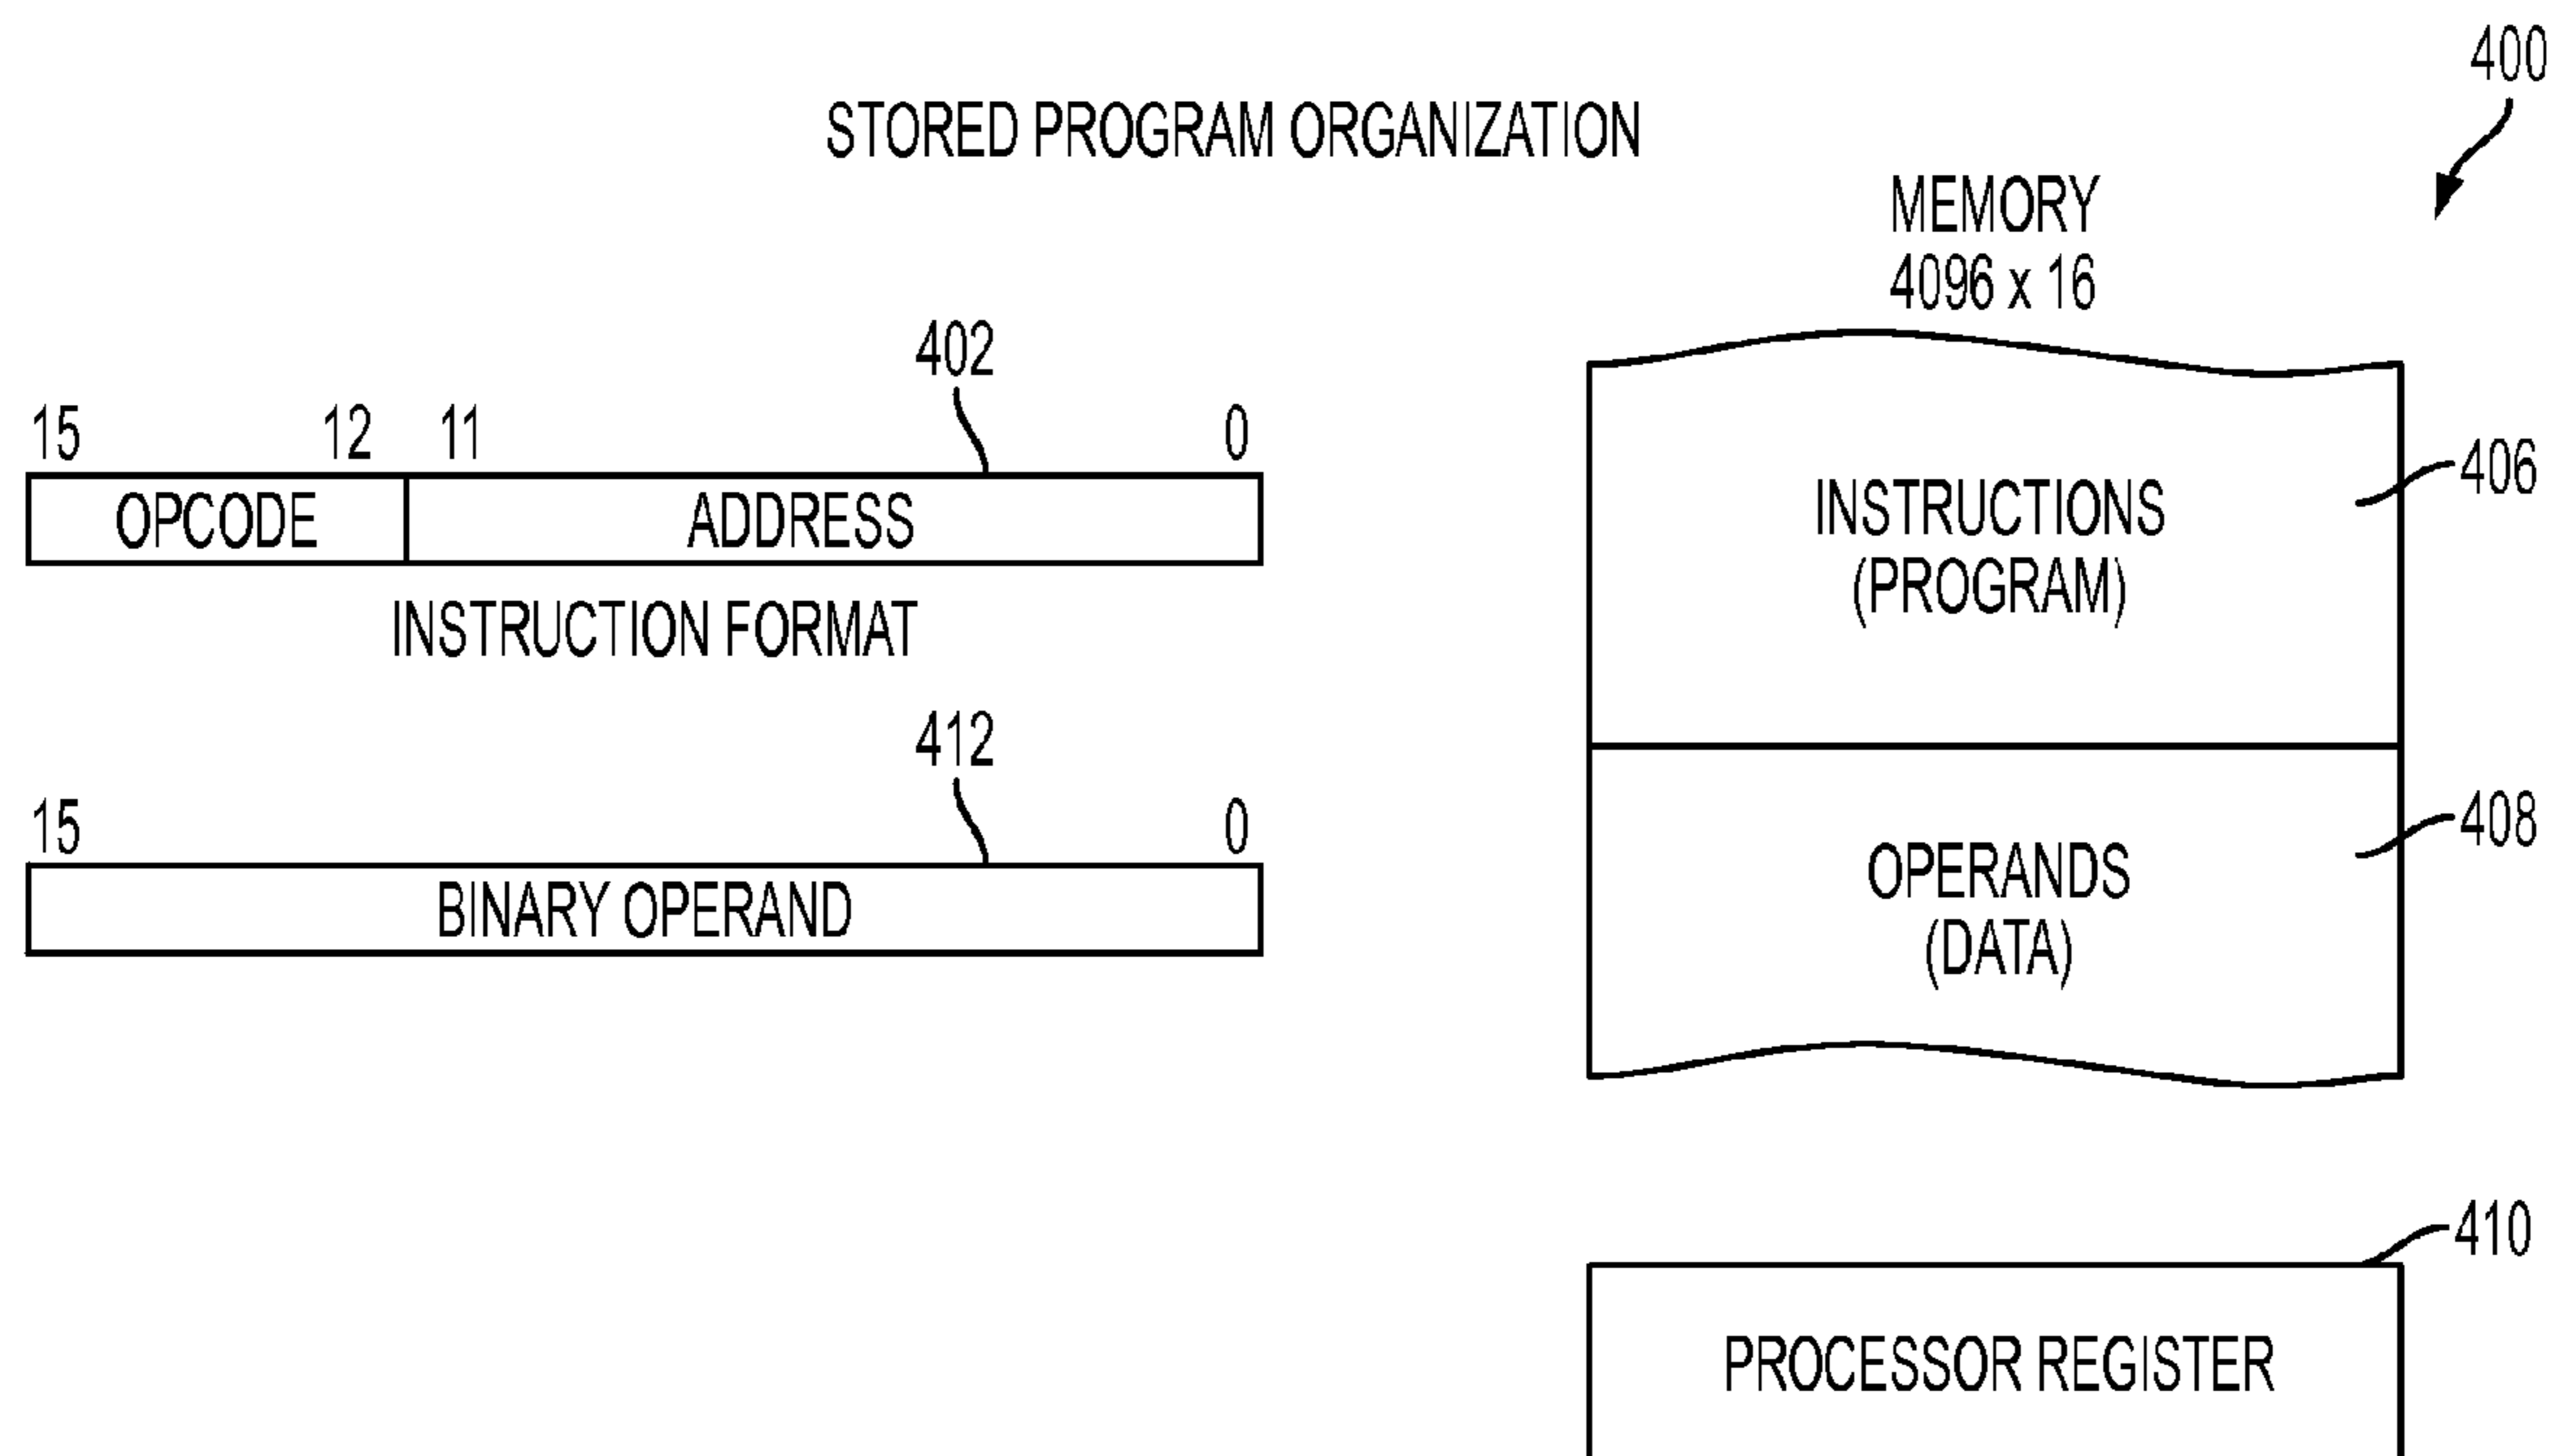 400
STORED PROGRAM ORGANIZATION
MEMORY
4096 x 16
402
15 12 11 0
OPCODE ADDRESS
INSTRUCTION FORMAT
412
15 0
BINARY OPERAND
406
INSTRUCTIONS
(PROGRAM)
408
OPERANDS
(DATA)
410
PROCESSOR REGISTER